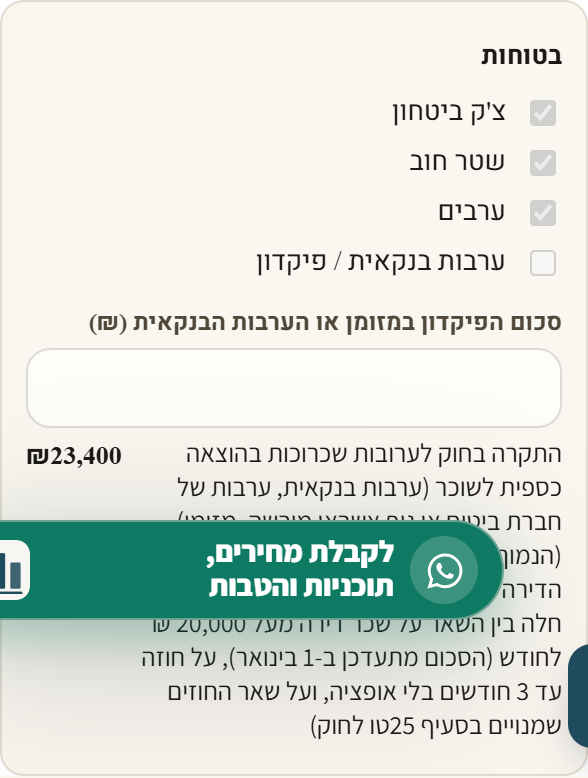 בטוחות
צ'ק ביטחון
שטר חוב
ערבים
ערבות בנקאית / פיקדון
סכום הפיקדון במזומן או הערבות הבנקאית (₪)
התקרה בחוק לערובות שכרוכות בהוצאה
₪23,400
כספית לשוכר (ערבות בנקאית, ערבות של
חברת
(הנמוך
הדירה
לקבלת מחירים,
תוכניות והטבות
חלה בין השאר על שכר דירה מעל 20,000 ₪
לחודש (הסכום מתעדכן ב-1 בינואר), על חוזה
עד 3 חודשים בלי אופציה, ועל שאר החוזים
שמנויים בסעיף 25טו לחוק)